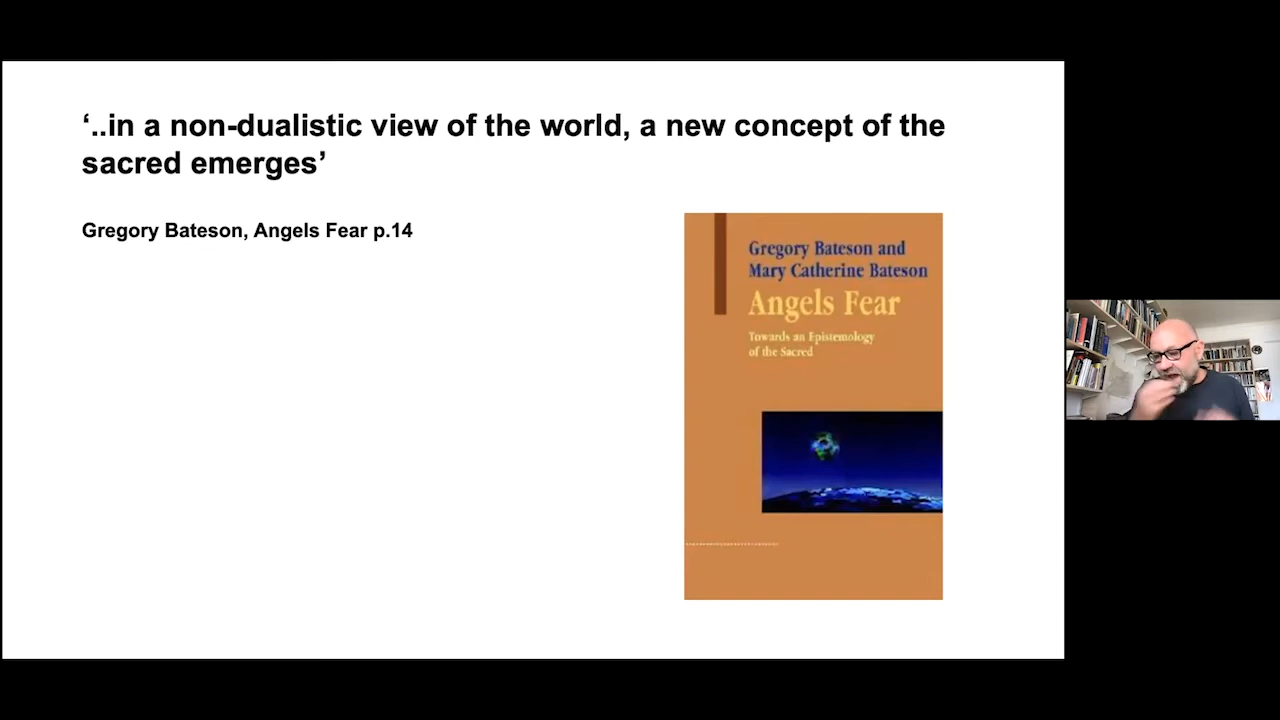 ‘..in a non-dualistic view of the world, a new concept of the
sacred emerges’
Gregory Bateson, Angels Fear p.14
Gregory Bateson and
Mary Catherine Bateson
Angels Fear
Towards an Epistemology
of the Sacred